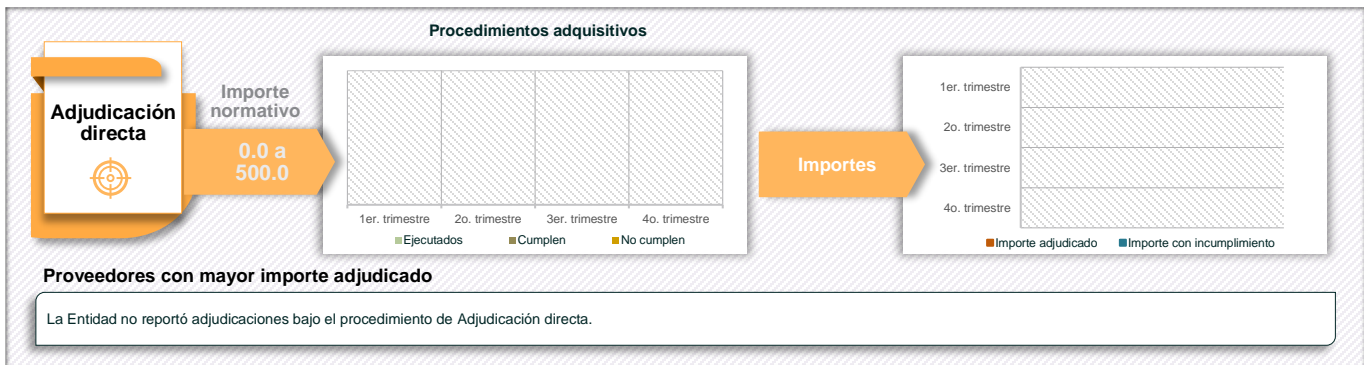 Procedimientos adquisitivos
Adjudicación
directa
Importe
normativo
0.0 a
500.0
1er. trimestre
2o. trimestre
3er. trimestre
4o. trimestre
Ejecutados
Cumplen
No cumplen
Importes
1er. trimestre
2o. trimestre
3er. trimestre
4o. trimestre
Importe adjudicado
Importe con incumplimiento
Proveedores con mayor importe adjudicado
La Entidad no reportó adjudicaciones bajo el procedimiento de Adjudicación directa.